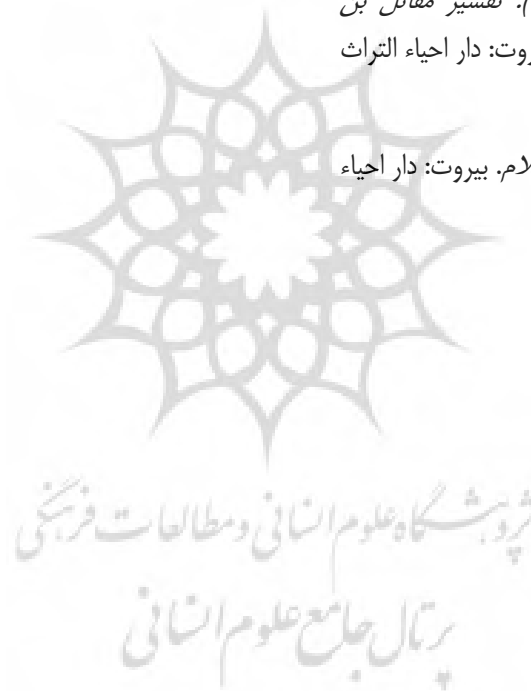 تفسیر مقاتل بن
روت: دار احیاء التراث
لام. بیروت: دار احیاء
پژوهشگاه علوم انسانی و مطالعات فرهنگی
پرتال جامع علوم انسانی